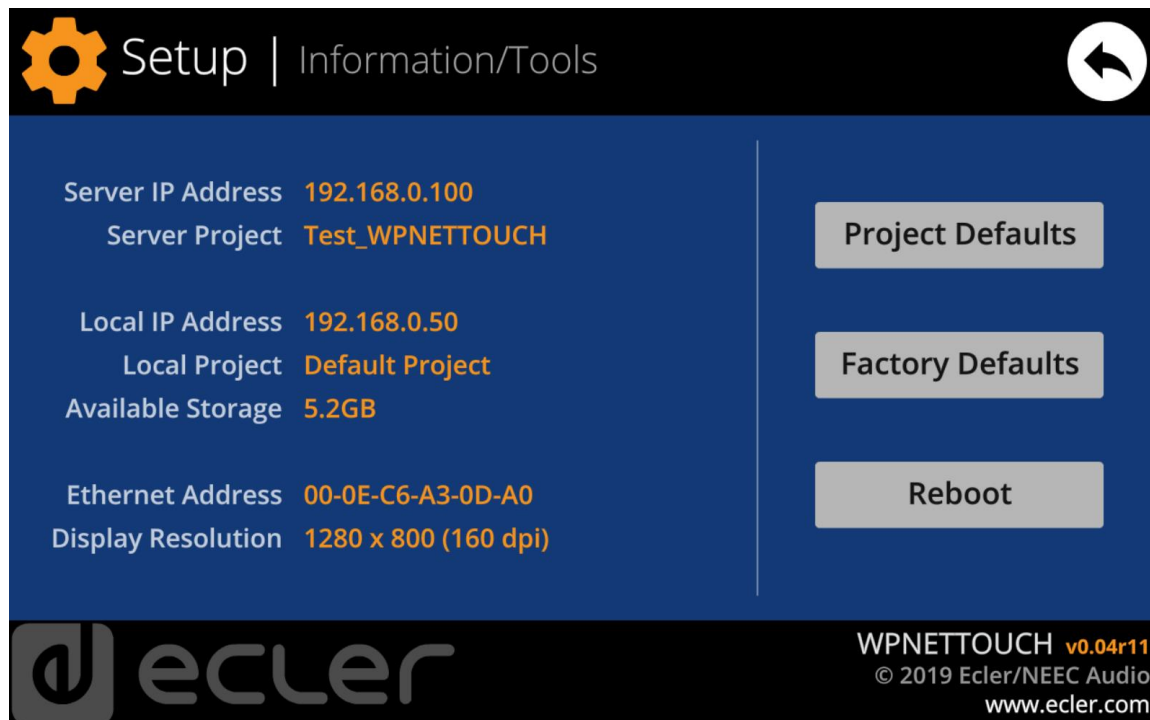 Setup | Information/Tools
Server IP Address 192.168.0.100
Server Project Test_WPNETTOUCH
Local IP Address 192.168.0.50
Local Project Default Project
Available Storage 5.2GB
Ethernet Address 00-0E-C6-A3-0D-A0
Display Resolution 1280 x 800 (160 dpi)
Project Defaults
Factory Defaults
Reboot
ecler
WPNETTOUCH v0.04r11
© 2019 Ecler/NEEC Audio
www.ecler.com